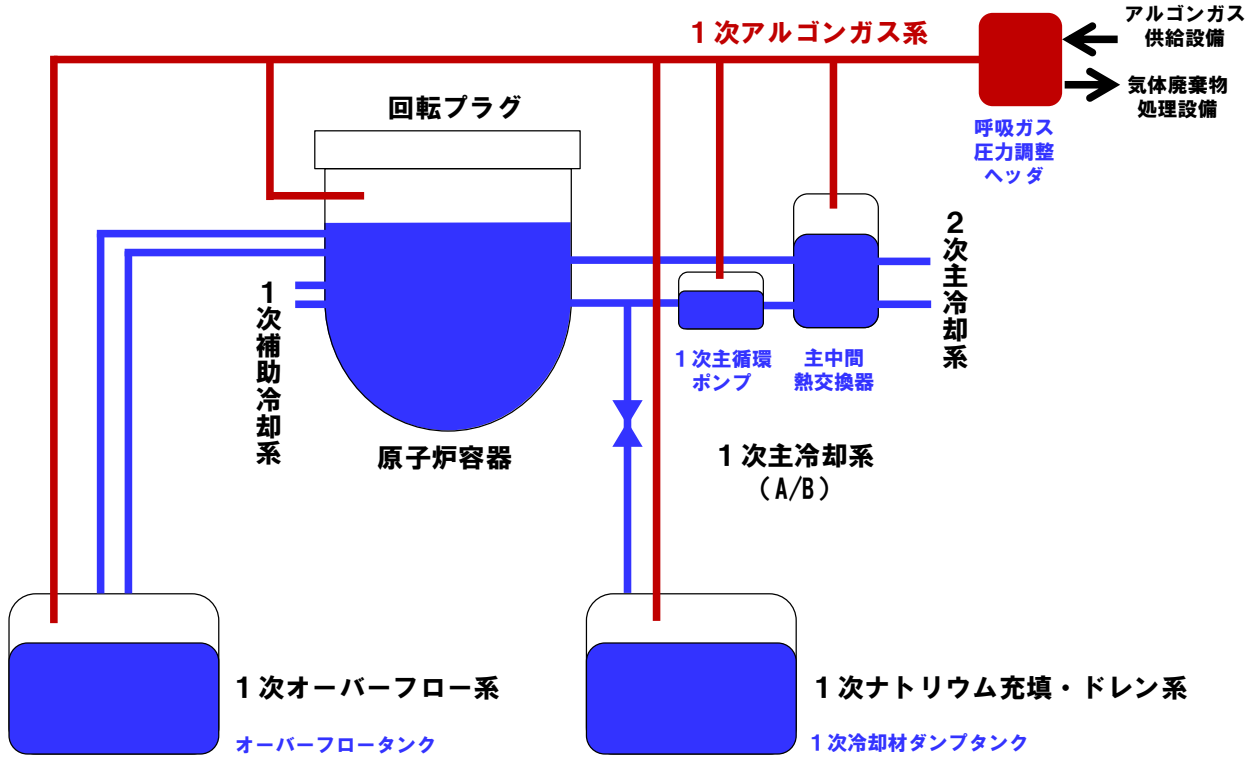 1次アルゴンガス系
アルゴンガス
供給設備
気体廃棄物
処理設備
呼吸ガス
圧力調整
ヘッダ
回転プラグ
2次主冷却系
1次補助冷却系
1次主循環
ポンプ
主中間
熱交換器
原子炉容器
1次主冷却系
(A/B)
1次オーバーフロー系
オーバーフロータンク
1次ナトリウム充填・ドレン系
1次冷却材ダンプタンク